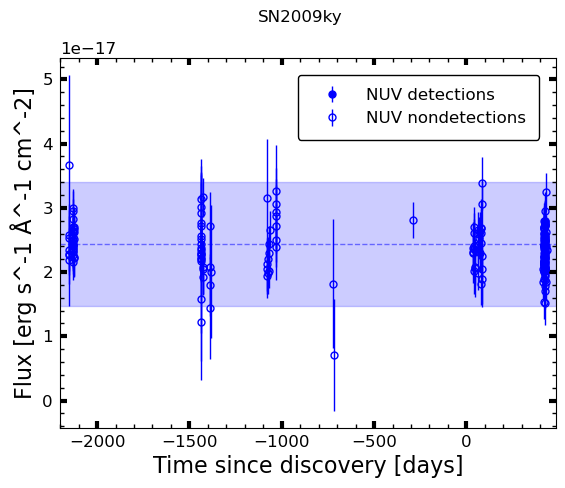 SN2009ky
1e−17
NUV detections
NUV nondetections
Flux [erg s^-1 Å^-1 cm^-2]
5
4
3
2
1
0
−2000 −1500 −1000 −500 0
Time since discovery [days]